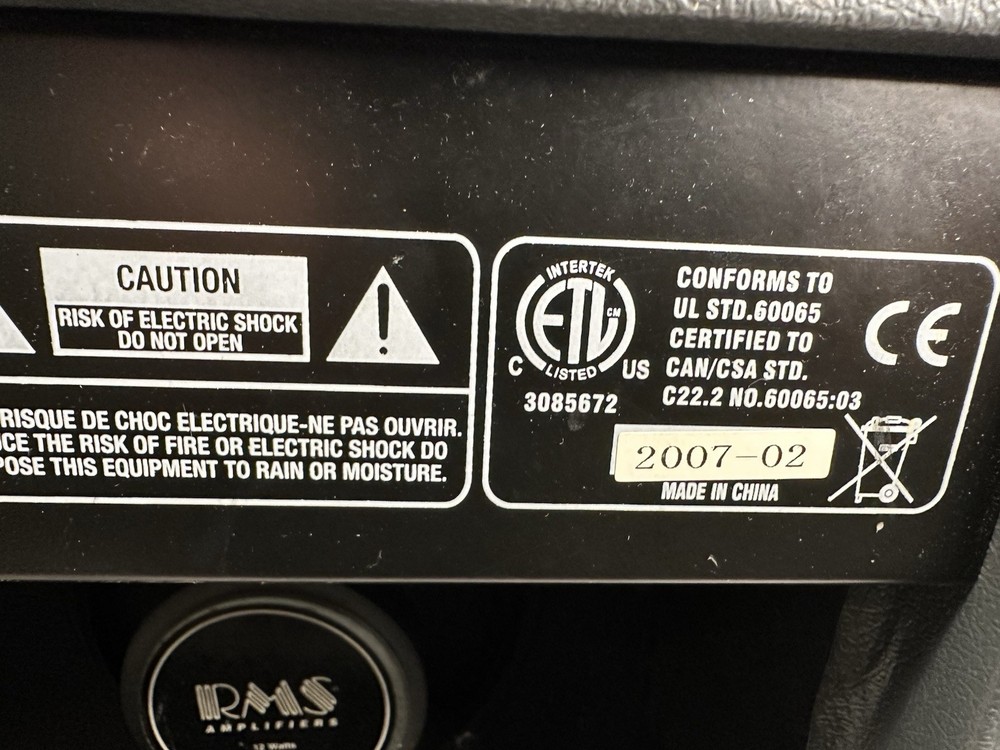 CAUTION
RISK OF ELECTRIC SHOCK
DO NOT OPEN
RISQUE DE CHOC ELECTRIQUE-NE PAS OUVRIR.
THE RISK OF FIRE OR ELECTRIC SHOCK DO
THIS EQUIPMENT TO RAIN OR MOISTURE.
INTERTEK
ETL
CM
LISTED
C US
3085672
CONFORMS TO
UL STD.60065
CERTIFIED TO
CAN/CSA STD.
C22.2 NO.60065:03
CE
2007-02
MADE IN CHINA
RMS
AMPLIFIERS
12 Watts